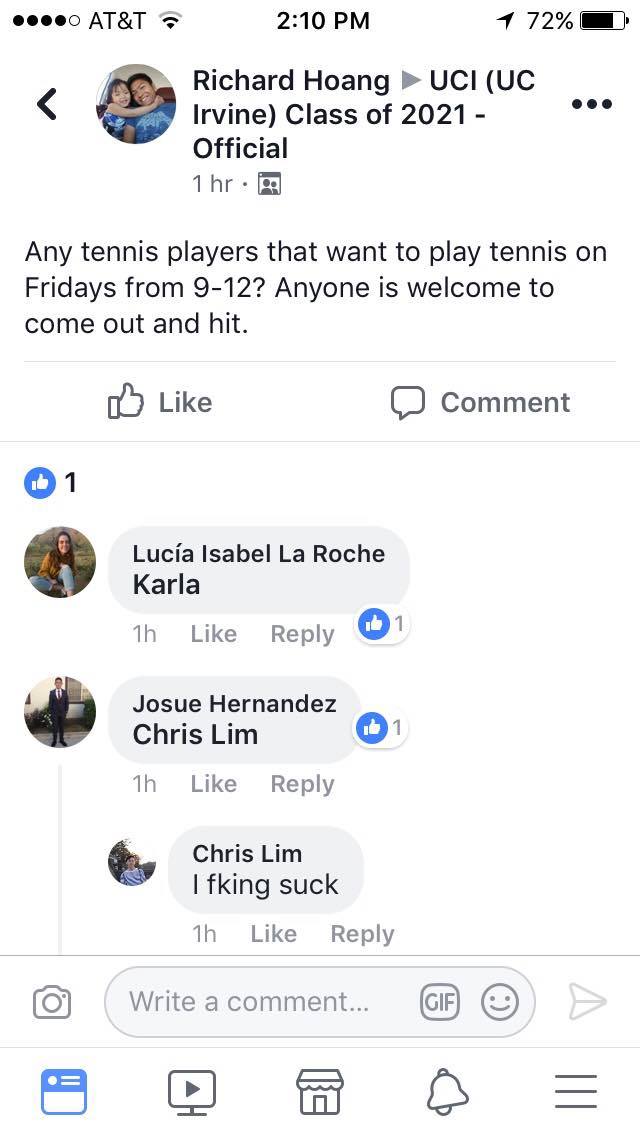 AT&T 2:10 PM 72%
Richard Hoang ▶ UCI (UC
Irvine) Class of 2021 -
Official
1 hr ·
Any tennis players that want to play tennis on
Fridays from 9-12? Anyone is welcome to
come out and hit.
Like Comment
1
Lucía Isabel La Roche
Karla
1h Like Reply 1
Josue Hernandez
Chris Lim 1
1h Like Reply
Chris Lim
I fking suck
1h Like Reply
Write a comment... GIF